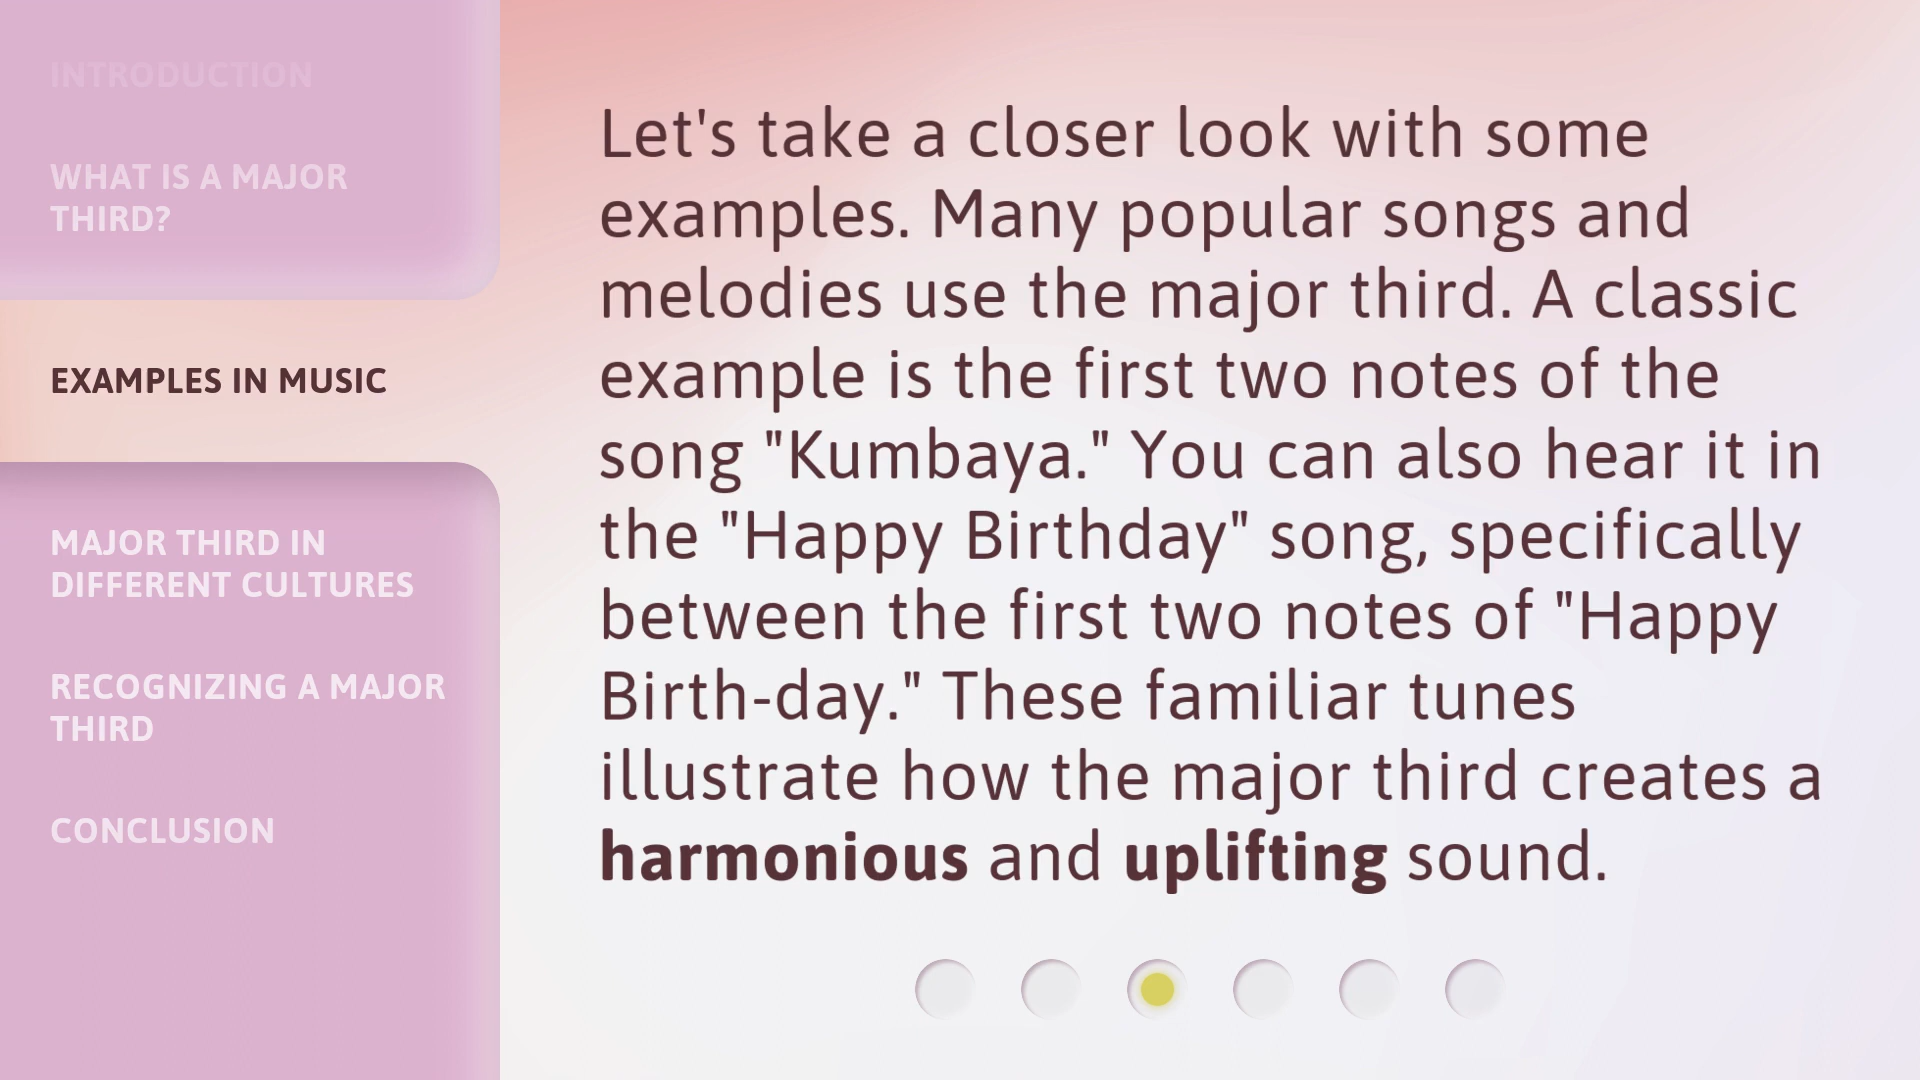 INTRODUCTION
WHAT IS A MAJOR
THIRD?
EXAMPLES IN MUSIC
MAJOR THIRD IN
DIFFERENT CULTURES
RECOGNIZING A MAJOR
THIRD
CONCLUSION
Let's take a closer look with some
examples. Many popular songs and
melodies use the major third. A classic
example is the first two notes of the
song "Kumbaya." You can also hear it in
the "Happy Birthday" song, specifically
between the first two notes of "Happy
Birth-day." These familiar tunes
illustrate how the major third creates a
harmonious and uplifting sound.